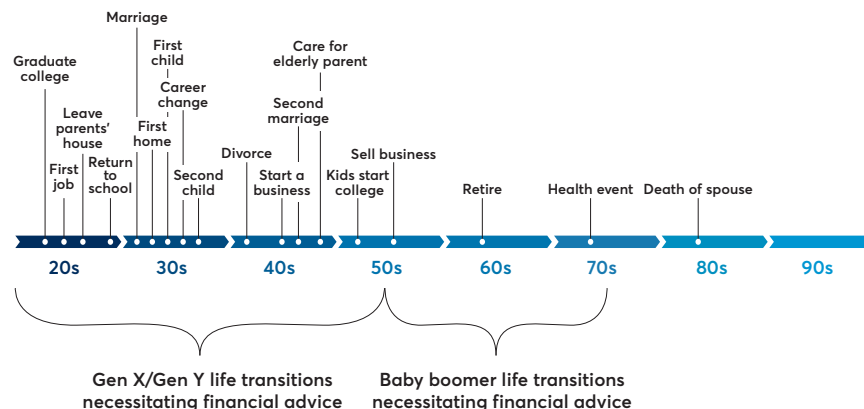 Marriage
Graduate
college
First
child
Care for
elderly parent
Career
change
Leave
parents'
house
First
home
Second
marriage
First
job
Return
to
school
Second
child
Divorce
Start a
business
Kids start
college
Sell business
Retire
Health event
Death of spouse
20s
30s
40s
50s
60s
70s
80s
90s
Gen X/Gen Y life transitions
necessitating financial advice
Baby boomer life transitions
necessitating financial advice